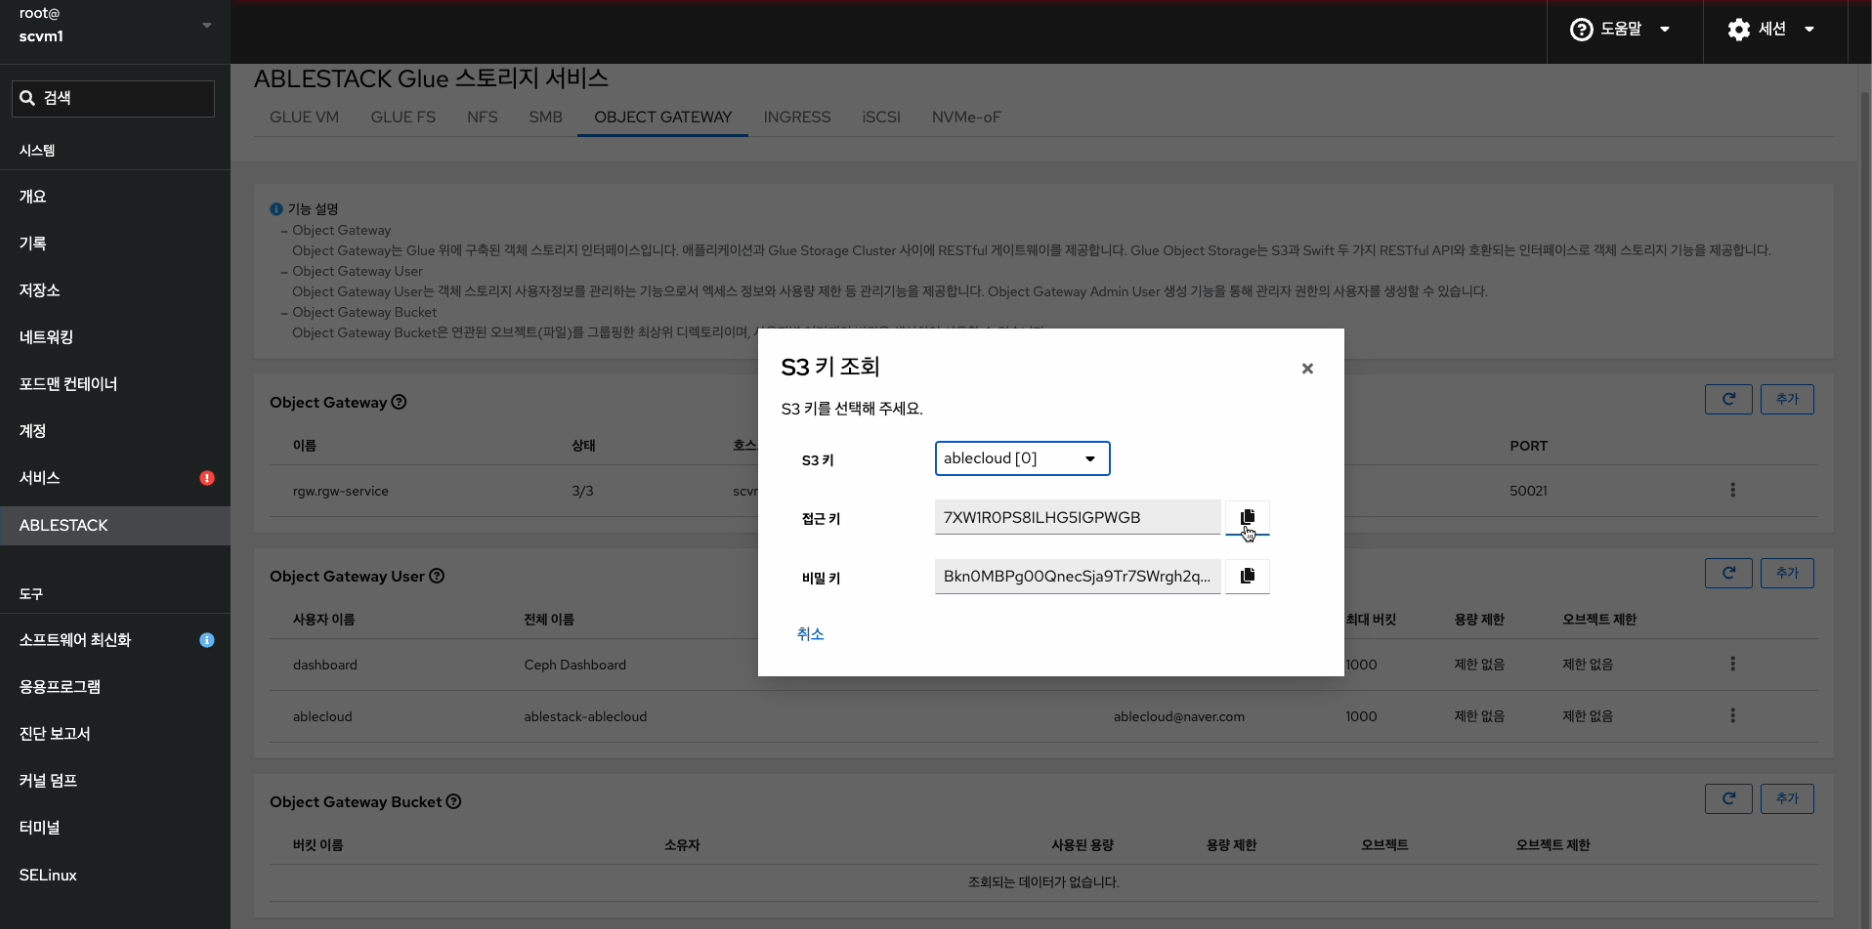 root@
scvm1
도움말
세션
검색
시스템
개요
기록
저장소
네트워킹
포드맨 컨테이너
계정
서비스
ABLESTACK
도구
소프트웨어 최신화
응용프로그램
진단 보고서
커널 덤프
터미널
SELinux
ABLESTACK Glue 스토리지 서비스
GLUE VM GLUE FS NFS SMB OBJECT GATEWAY INGRESS iSCSI NVMe-oF
기능 설명
– Object Gateway
Object Gateway는 Glue 위에 구축된 객체 스토리지 인터페이스입니다. 애플리케이션과 Glue Storage Cluster 사이에 RESTful 게이트웨이를 제공합니다. Glue Object Storage는 S3과 Swift 두 가지 RESTful API와 호환되는 인터페이스로 객체 스토리지 기능을 제공합니다.
– Object Gateway User
Object Gateway User는 객체 스토리지 사용자정보를 관리하는 기능으로서 엑세스 정보와 사용량 제한 등 관리기능을 제공합니다. Object Gateway Admin User 생성 기능을 통해 관리자 권한의 사용자를 생성할 수 있습니다.
– Object Gateway Bucket
Object Gateway Bucket은 연관된 오브젝트(파일)를 그룹핑한 최상위 디렉토리이며,
S3 키 조회
S3 키를 선택해 주세요.
S3 키 ablecloud [0]
접근 키 7XW1R0PS8ILHG5IGPWGB
비밀 키 Bkn0MBPg00QnecSja9Tr7SWrgh2q...
취소
Object Gateway
추가
이름 상태 PORT
rgw.rgw-service 3/3 50021
Object Gateway User
추가
사용자 이름 전체 이름 최대 버킷 용량 제한 오브젝트 제한
dashboard Ceph Dashboard 1000 제한 없음 제한 없음
ablecloud ablestack-ablecloud ablecloud@naver.com 1000 제한 없음 제한 없음
Object Gateway Bucket
추가
버킷 이름 소유자 사용된 용량 용량 제한 오브젝트 오브젝트 제한
조회되는 데이터가 없습니다.